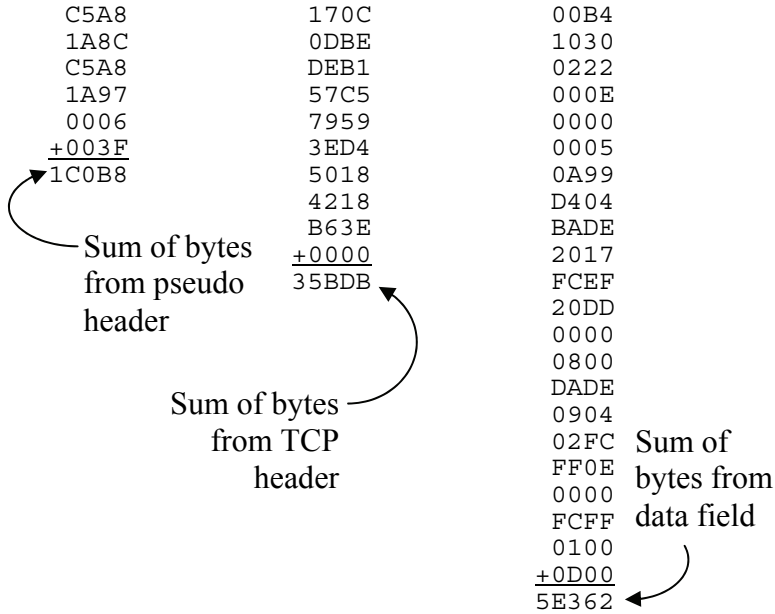 C5A8
1A8C
C5A8
1A97
0006
+003F
1C0B8
Sum of bytes
from pseudo
header
170C
0DBE
DEB1
57C5
7959
3ED4
5018
4218
B63E
+0000
35BDB
Sum of bytes
from TCP
header
00B4
1030
0222
000E
0000
0005
0A99
D404
BADE
2017
FCEF
20DD
0000
0800
DADE
0904
02FC
FF0E
0000
FCFF
0100
+0D00
5E362
Sum of
bytes from
data field